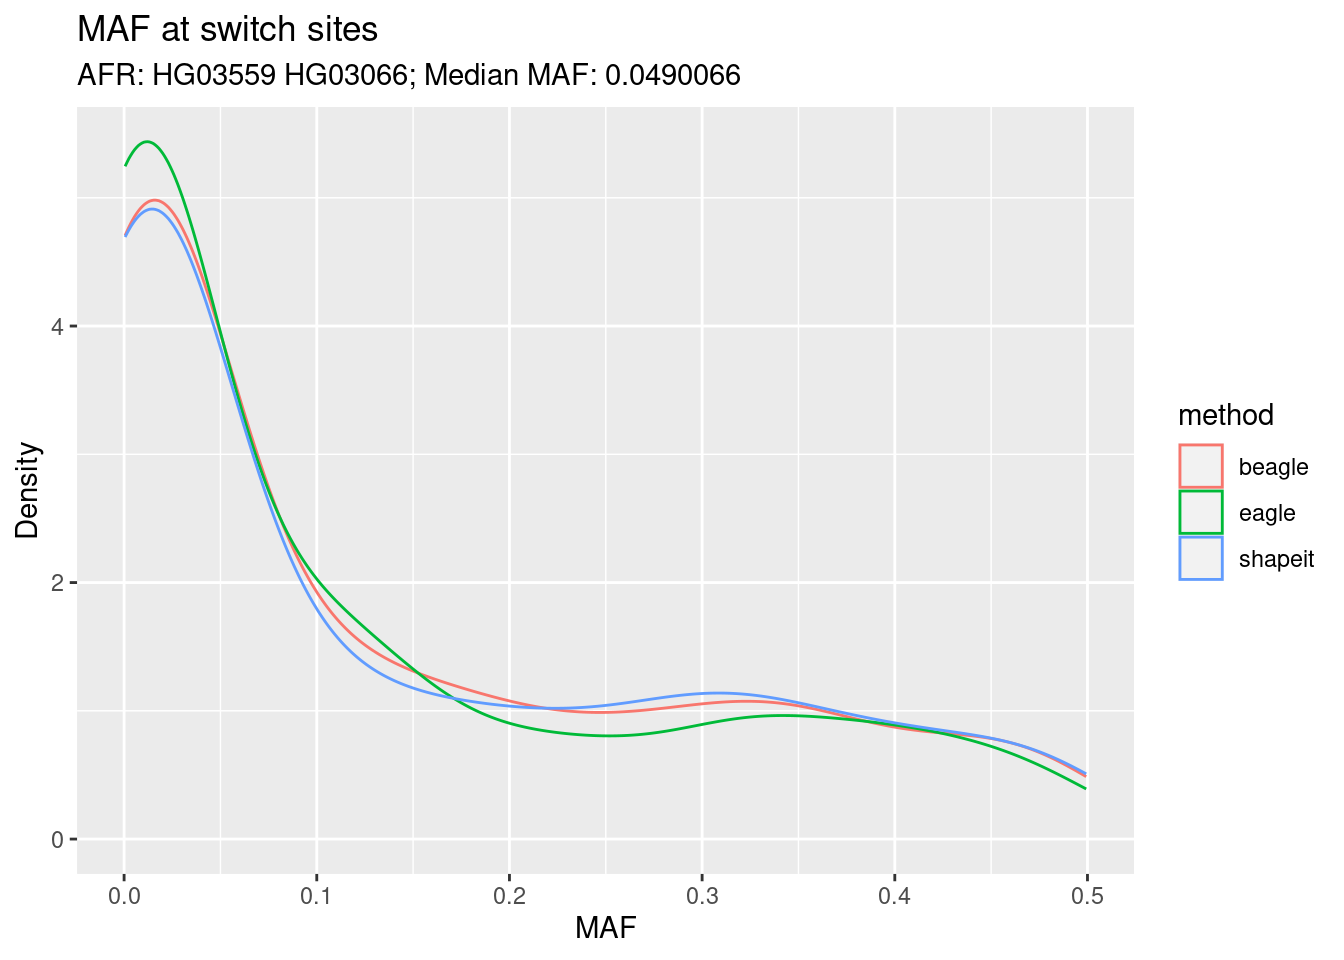 MAF at switch sites
AFR: HG03559 HG03066; Median MAF: 0.0490066
4
2
0
Density
0.0 0.1 0.2 0.3 0.4 0.5
MAF
method
beagle
eagle
shapeit